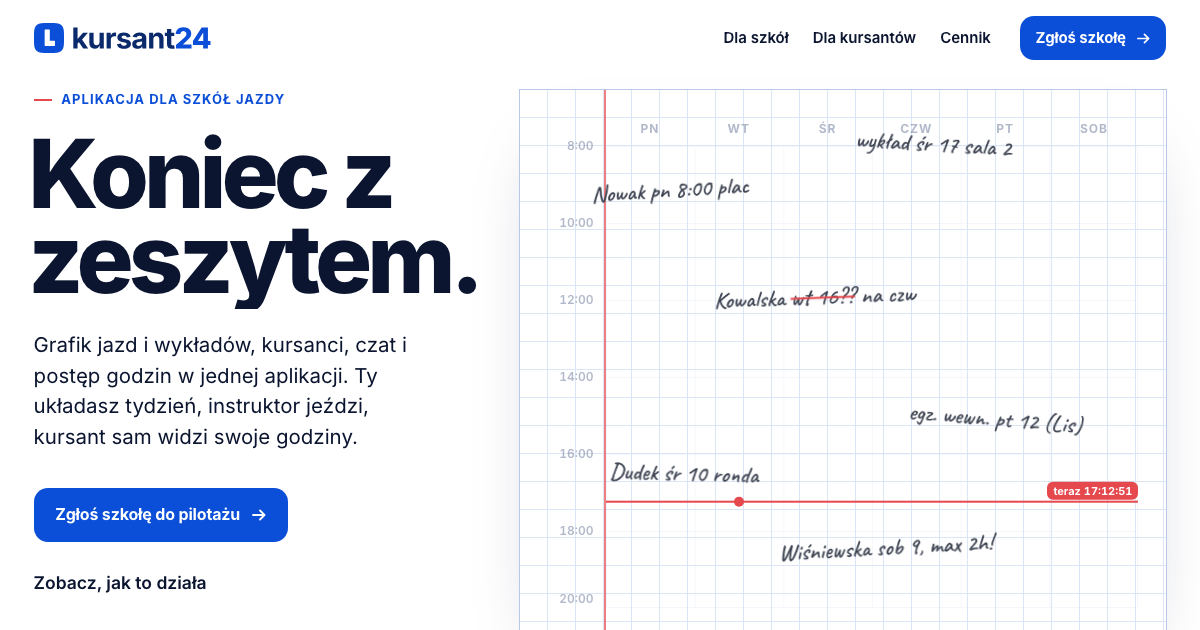 L kursant24
Dla szkół
Dla kursantów
Cennik
Zgłoś szkołę →
APLIKACJA DLA SZKÓŁ JAZDY
Koniec z
zeszytem.
Grafik jazd i wykładów, kursanci, czat i
postęp godzin w jednej aplikacji. Ty
układasz tydzień, instruktor jeździ,
kursant sam widzi swoje godziny.
Zgłoś szkołę do pilotażu →
Zobacz, jak to działa
PN WT ŚR CZW PT SOB
8:00
wykład śr 17 sala 2
Nowak pn 8:00 plac
10:00
12:00
Kowalska wt 16?? na czw
14:00
egz. wewn. pt 12 (Lis)
16:00
Dudek śr 10 rondo
teraz 17:12:51
18:00
Wiśniewska sob 9, max 2h!
20:00